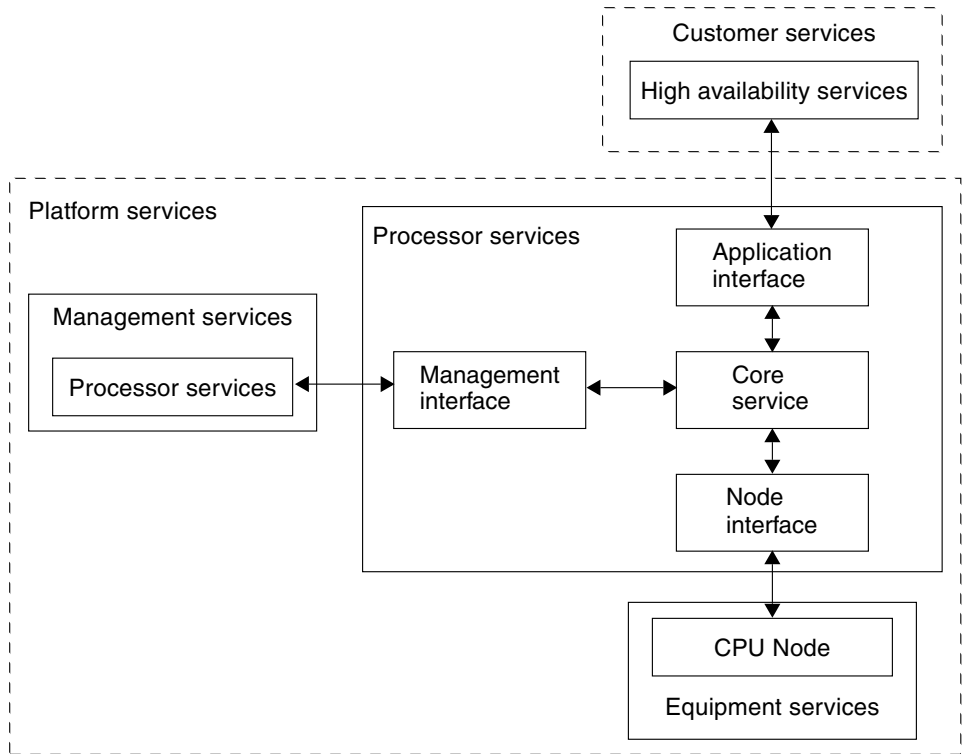 Customer services
High availability services
Platform services
Processor services
Application
interface
Management services
Processor services
Management
interface
Core
service
Node
interface
CPU Node
Equipment services